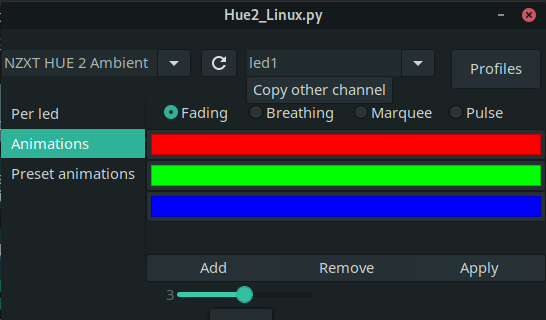 Hue2_Linux.py
NZXT HUE 2 Ambient
led1
Profiles
Copy other channel
Per led
Fading
Breathing
Marquee
Pulse
Animations
Preset animations
Add
Remove
Apply
3